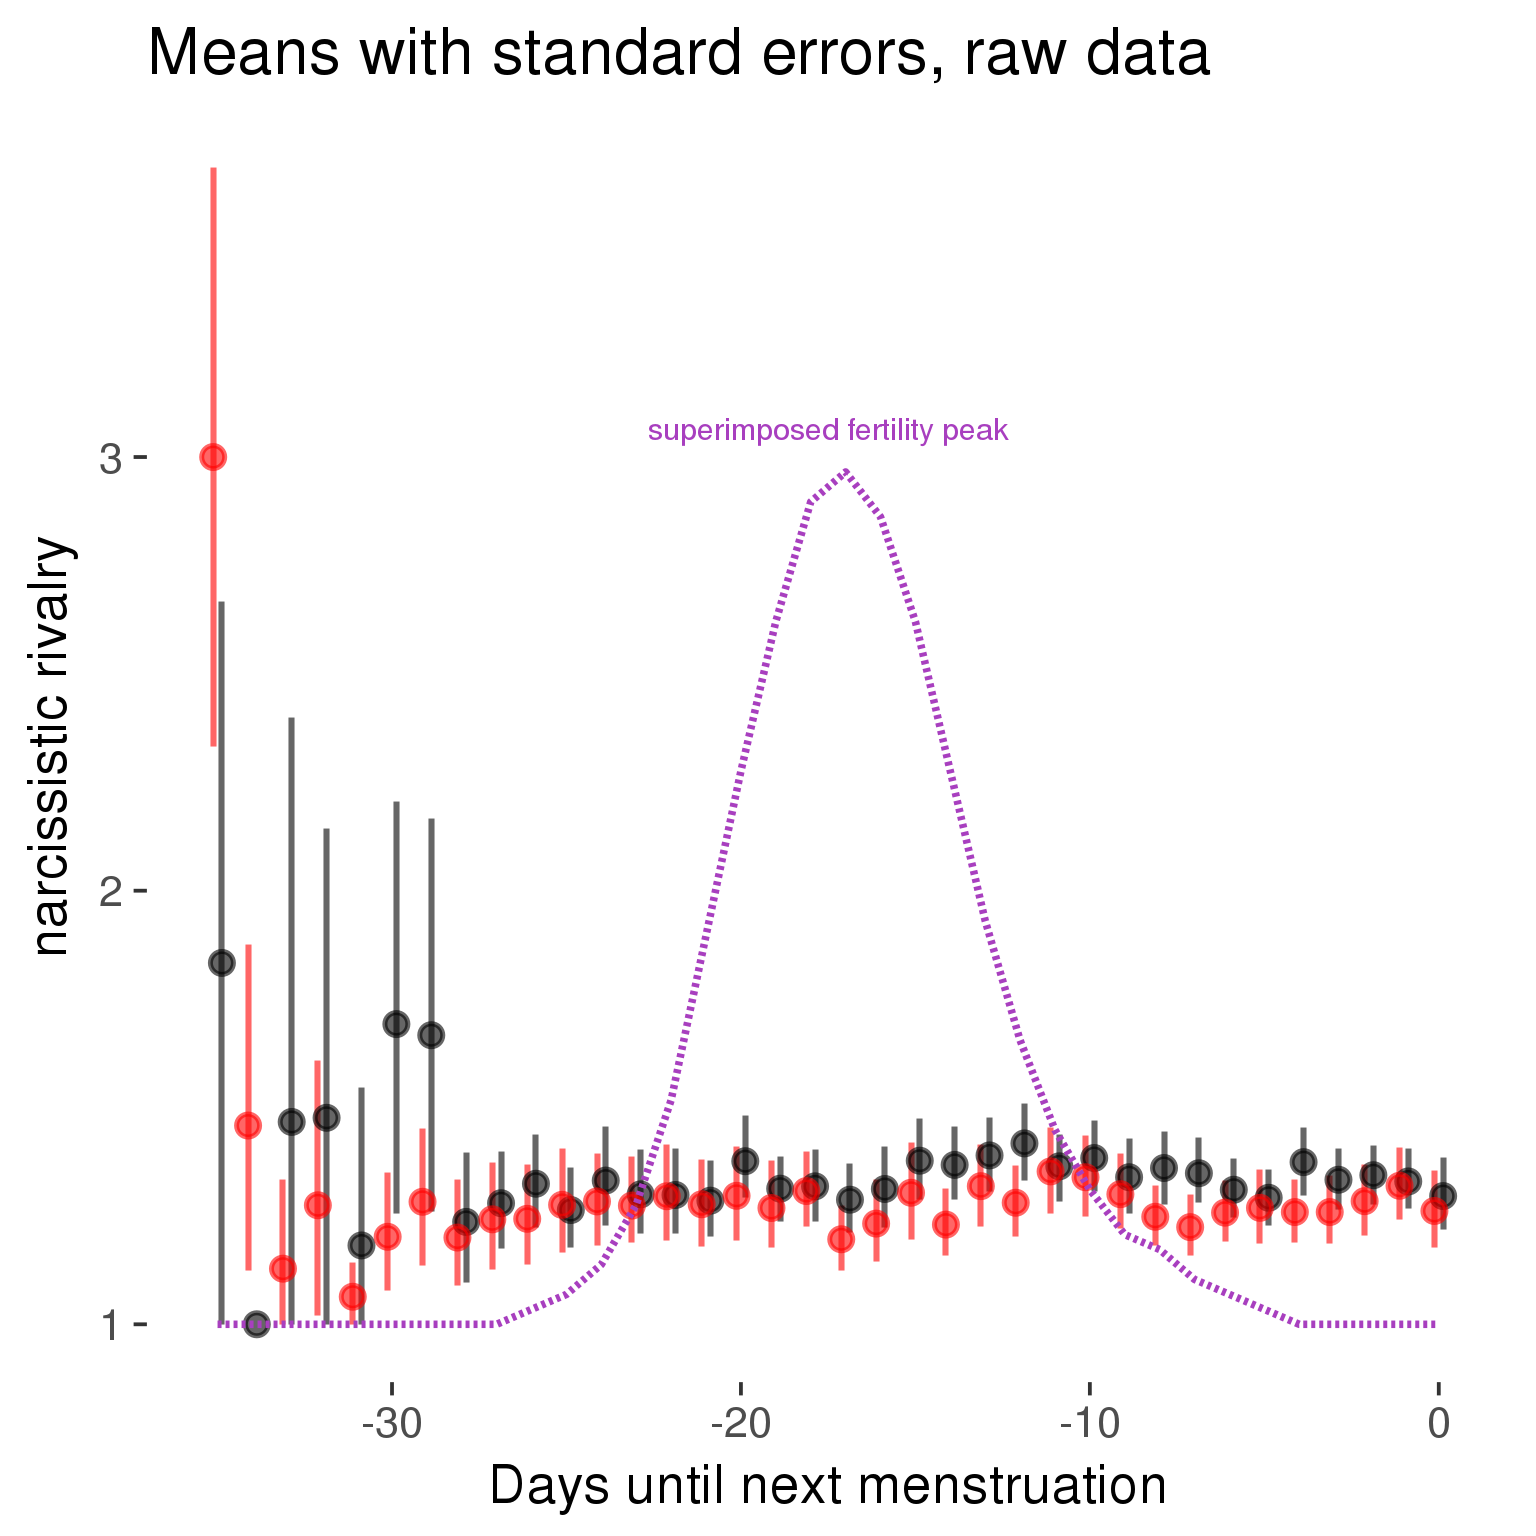 Means with standard errors, raw data
superimposed fertility peak
narcissistic rivalry
3
2
1
-30
-20
-10
0
Days until next menstruation